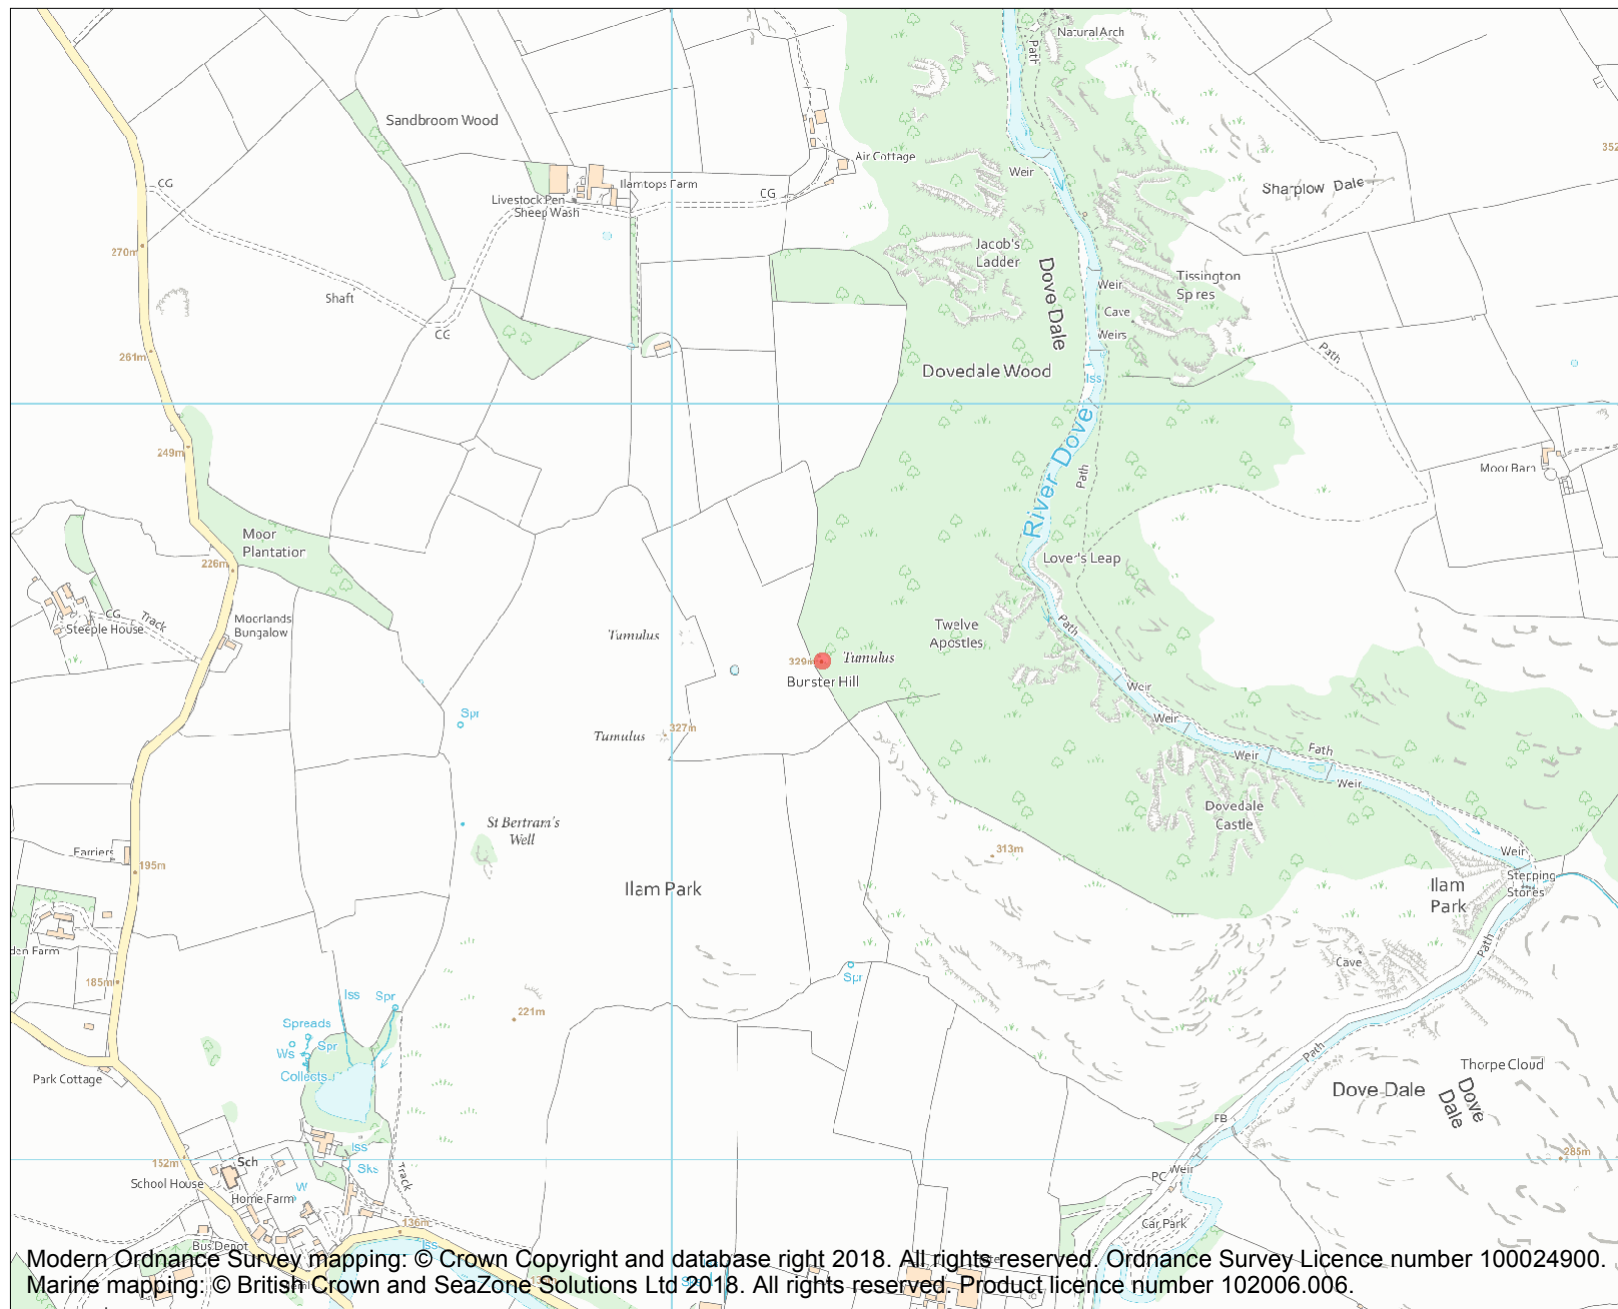 Natural Arch
Path
Sandbroom Wood
Air Cottage
352
Weir
CG
Ilamtops Farm
CG
Sharplow Dale
Livestock Pen
Sheep Wash
270m
Jacob's
Ladder
Dove Dale
Tissington
Spires
Shaft
Weir
Cave
CG
Weirs
261m
Path
Dovedale Wood
Iss
River Dove
249m
Path
Moor Barn
Moor
Plantation
226m
Lover's Leap
CG
Track
Steeple House
Moorlands
Bungalow
Tumulus
Twelve
Apostles
Path
329m
Tumulus
Bunster Hill
Weir
Spr
Weir
327m
Tumulus
Path
Weir
Weir
Dovedale
Castle
St Bertram's
Well
313m
Farriers
195m
Weir
Stepping
Stones
Ilam Park
Ilam
Park
den Farm
Path
Cave
Spr
185m
Iss
Spr
221m
Spreads
Ws
Spr
Path
Collects
Park Cottage
Thorpe Cloud
Dove Dale
Dove
Dale
FB
Iss
285m
152m
Sch
Sks
Track
Weir
PC
School House
W
Home Farm
136m
Car Park
Bus Depot
Iss
Modern Ordnance Survey mapping: © Crown Copyright and database right 2018. All rights reserved. Ordnance Survey Licence number 100024900.
Marine mapping: © British Crown and SeaZone Solutions Ltd 2018. All rights reserved. Product licence number 102006.006.